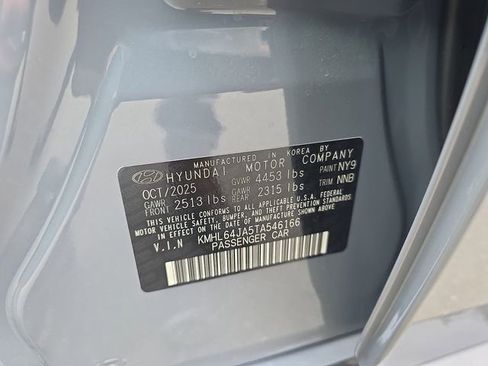 MANUFACTURED IN KOREA BY
HYUNDAI MOTOR COMPANY
OCT/2025 GVWR 4453 lbs PAINT NY9
GAWR FRONT 2513 lbs GAWR REAR 2315 lbs TRIM NNB
THIS VEHICLE CONFORMS TO ALL APPLICABLE U.S.A. FEDERAL
MOTOR VEHICLE SAFETY, BUMPER, AND THEFT PREVENTION
STANDARDS IN EFFECT ON THE DATE OF MANUFACTURE SHOWN ABOVE.
V.I.N KMHL64JA5TA546166
PASSENGER CAR